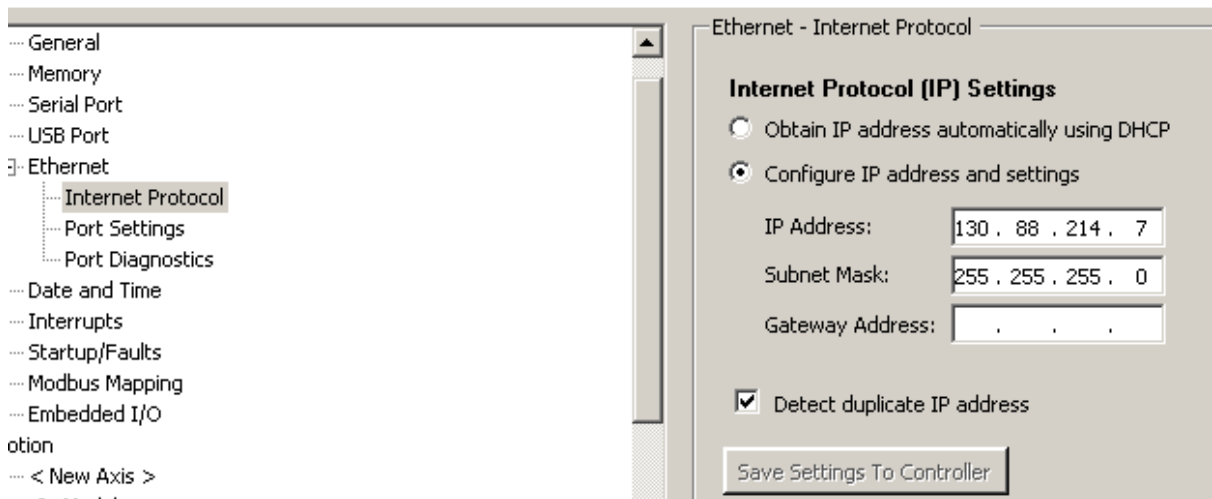 General
Memory
Serial Port
USB Port
Ethernet
Internet Protocol
Port Settings
Port Diagnostics
Date and Time
Interrupts
Startup/Faults
Modbus Mapping
Embedded I/O
otion
< New Axis >
Ethernet - Internet Protocol
Internet Protocol (IP) Settings
Obtain IP address automatically using DHCP
Configure IP address and settings
IP Address: 130 . 88 . 214 . 7
Subnet Mask: 255 . 255 . 255 . 0
Gateway Address: . . .
Detect duplicate IP address
Save Settings To Controller